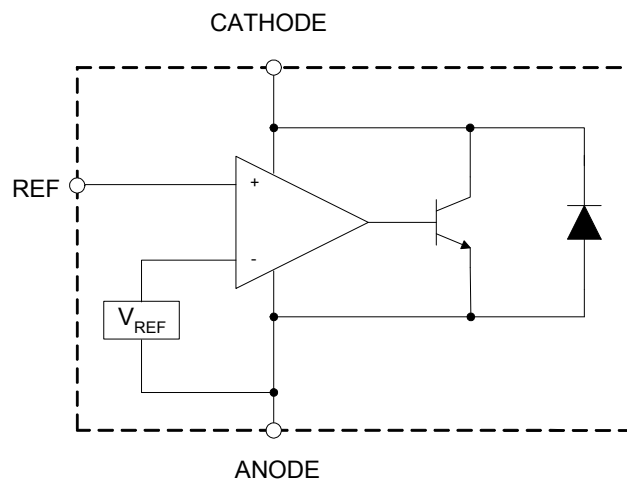 CATHODE
REF
+
-
VREF
ANODE